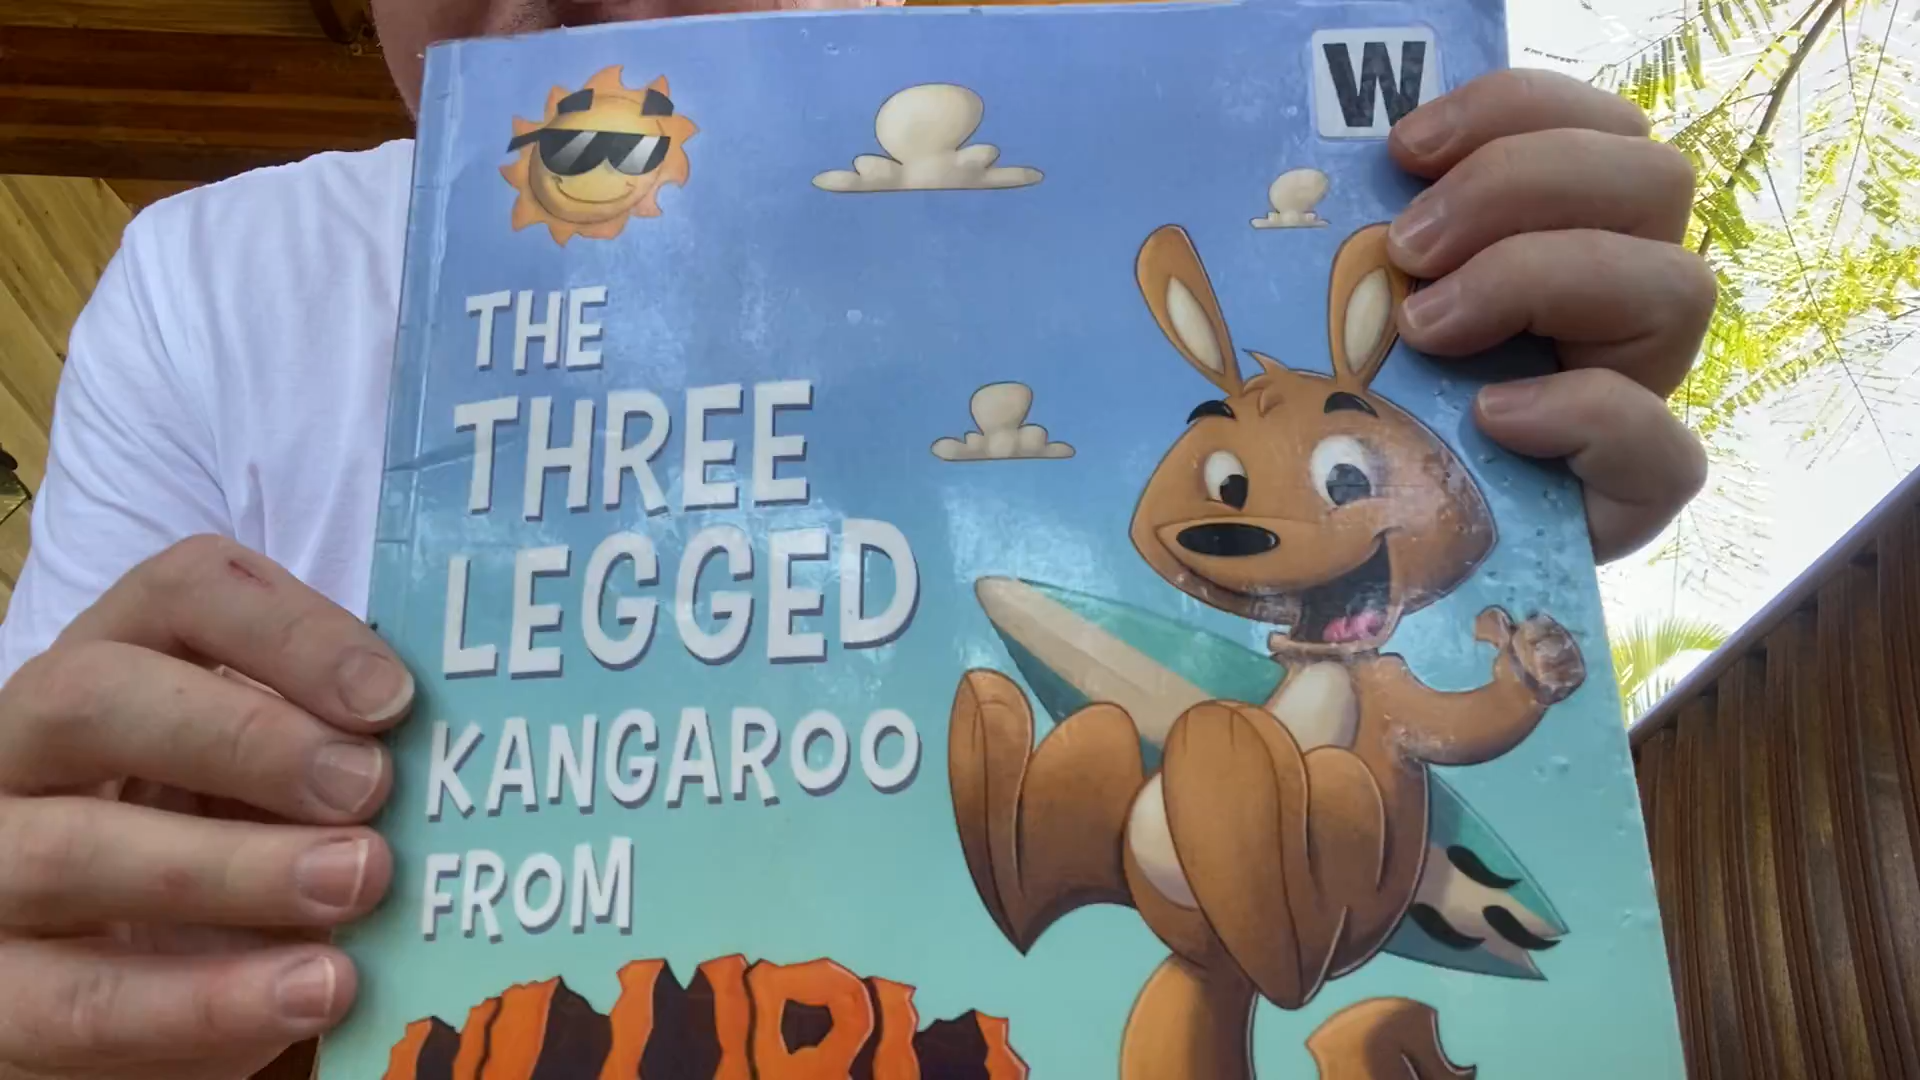 W
THE
THREE
LEGGED
KANGAROO
FROM